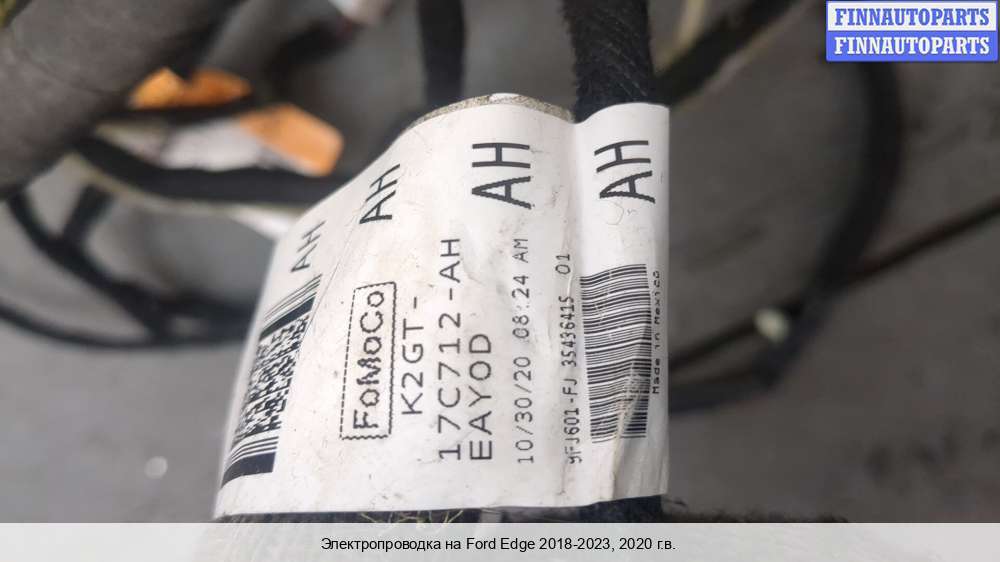 FINNAUTOPARTS
FINNAUTOPARTS
AH
AH
AH
AH
FoMoCo
K2GT-
17C712-AH
EAYOD
10/30/20 08:24 AM
9FJ601-FJ 35436415 01
Made in Mexico
Электропроводка на Ford Edge 2018-2023, 2020 г.в.